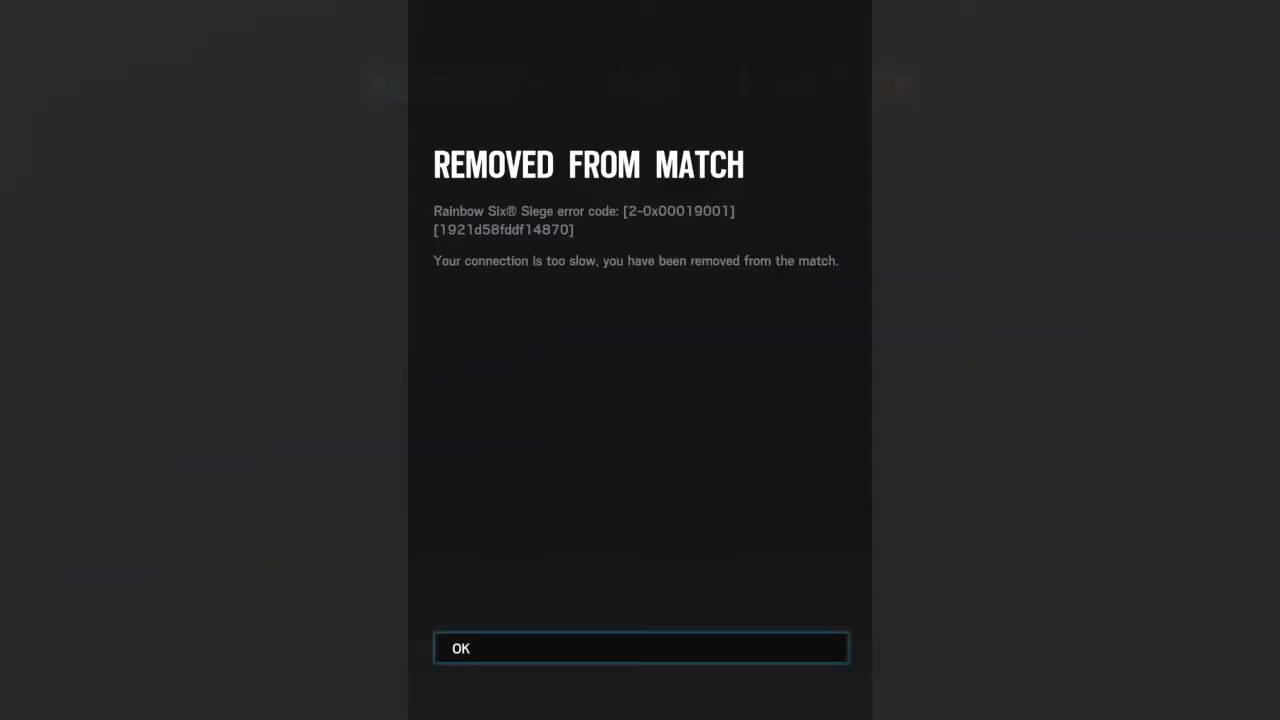 REMOVED FROM MATCH
Rainbow Six® Siege error code: [2-0x00019001]
[1921d58fddf14870]
Your connection is too slow, you have been removed from the match.
OK